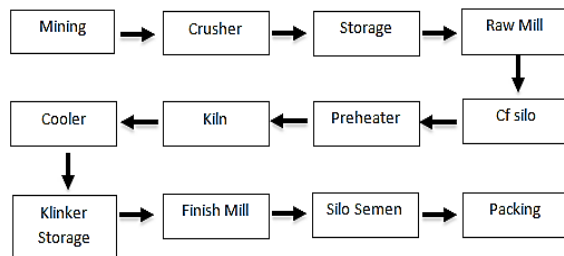 Mining
Crusher
Storage
Raw Mill
Cooler
Kiln
Preheater
Cf silo
Klinker
Storage
Finish Mill
Silo Semen
Packing